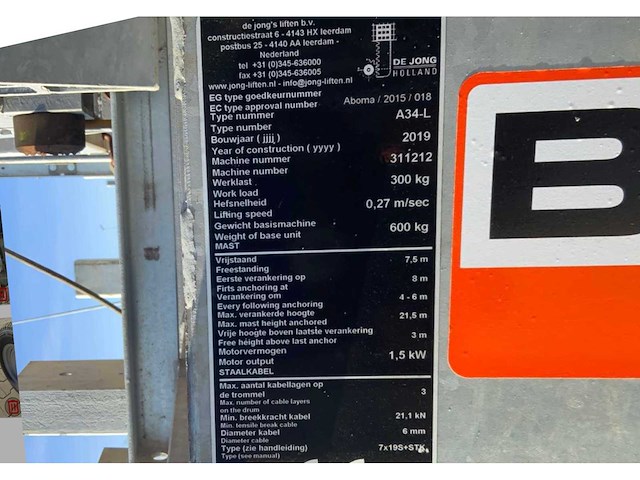 de jong's liften b.v.
constructiestraat 6 - 4143 HX leerdam
postbus 25 - 4140 AA leerdam -
Nederland
tel +31 (0)345-636000
fax +31 (0)345-636005
www.jong-liften.nl - info@jong-liften.nl
DE JONG
HOLLAND
EG type goedkeurnummer
EC type approval number Aboma / 2015 / 018
Type nummer A34-L
Type number
Bouwjaar ( jjjj ) 2019
Year of construction ( yyyy )
Machine nummer 311212
Machine number
Werklast 300 kg
Work load
Hefsnelheid 0,27 m/sec
Lifting speed
Gewicht basismachine 600 kg
Weight of base unit
MAST
Vrijstaand 7,5 m
Freestanding
Eerste verankering op 8 m
Firts anchoring at
Verankering om 4 - 6 m
Every following anchoring
Max. verankerde hoogte 21,5 m
Max. mast height anchored
Vrije hoogte boven laatste verankering 3 m
Free height above last anchor
Motorvermogen 1,5 kW
Motor output
STAALKABEL
Max. aantal kabellagen op
de trommel 3
Max. number of cable layers
on the drum
Min. breekkracht kabel 21,1 kN
Min. tensile break cable
Diameter kabel 6 mm
Diameter cable
Type (zie handleiding) 7x19S+STK
Type (see manual)
B